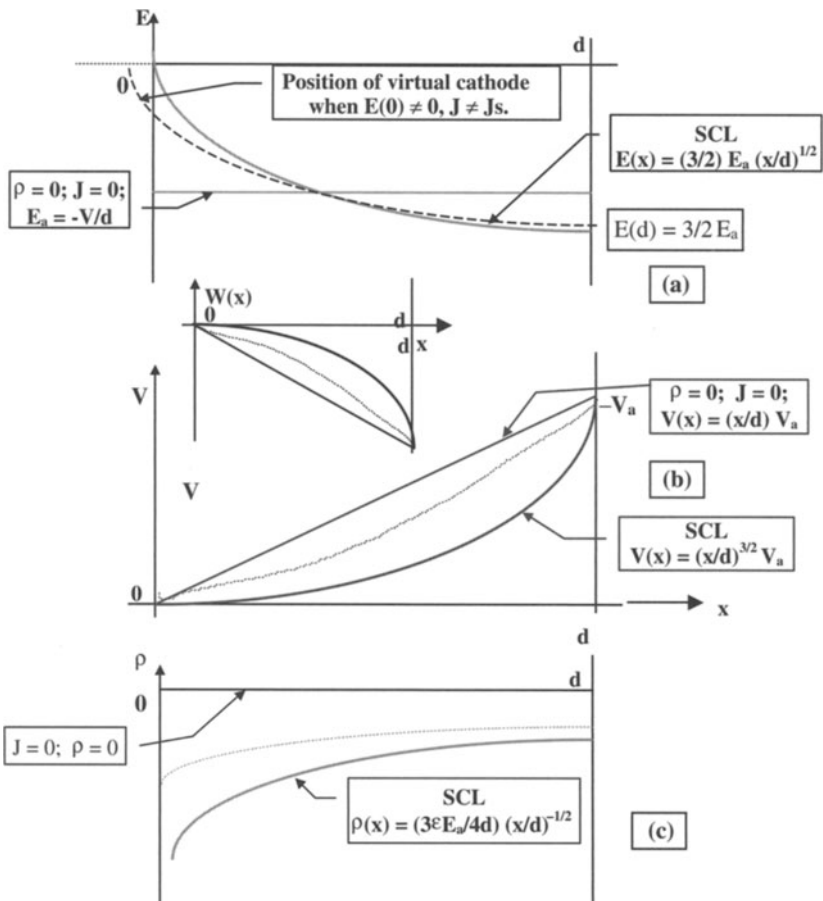 E
d
0
Position of virtual cathode
when E(0) ≠ 0, J ≠ Js.
SCL
E(x) = (3/2) Eₐ (x/d)^1/2
ρ = 0; J = 0;
Eₐ = -V/d
E(d) = 3/2 Eₐ
(a)
W(x)
0
d
d
x
V
ρ = 0; J = 0;
V(x) = (x/d) Vₐ
–Vₐ
V
(b)
SCL
V(x) = (x/d)^3/2 Vₐ
0
x
d
ρ
d
0
J = 0; ρ = 0
SCL
ρ(x) = (3εEₐ/4d) (x/d)^–1/2
(c)